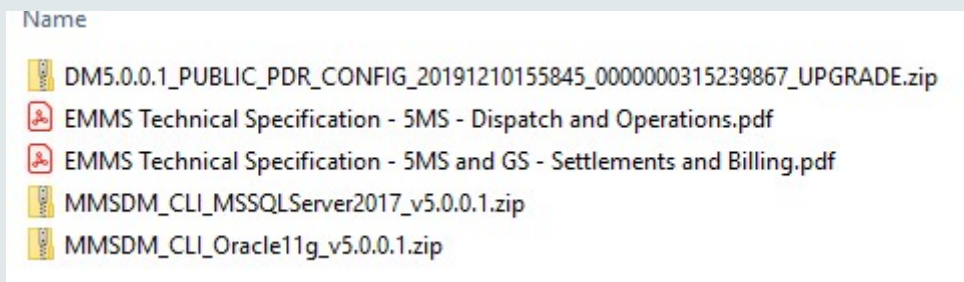 Name
DM5.0.0.1_PUBLIC_PDR_CONFIG_20191210155845_0000000315239867_UPGRADE.zip
EMMS Technical Specification - 5MS - Dispatch and Operations.pdf
EMMS Technical Specification - 5MS and GS - Settlements and Billing.pdf
MMSDM_CLI_MSSQLServer2017_v5.0.0.1.zip
MMSDM_CLI_Oracle11g_v5.0.0.1.zip